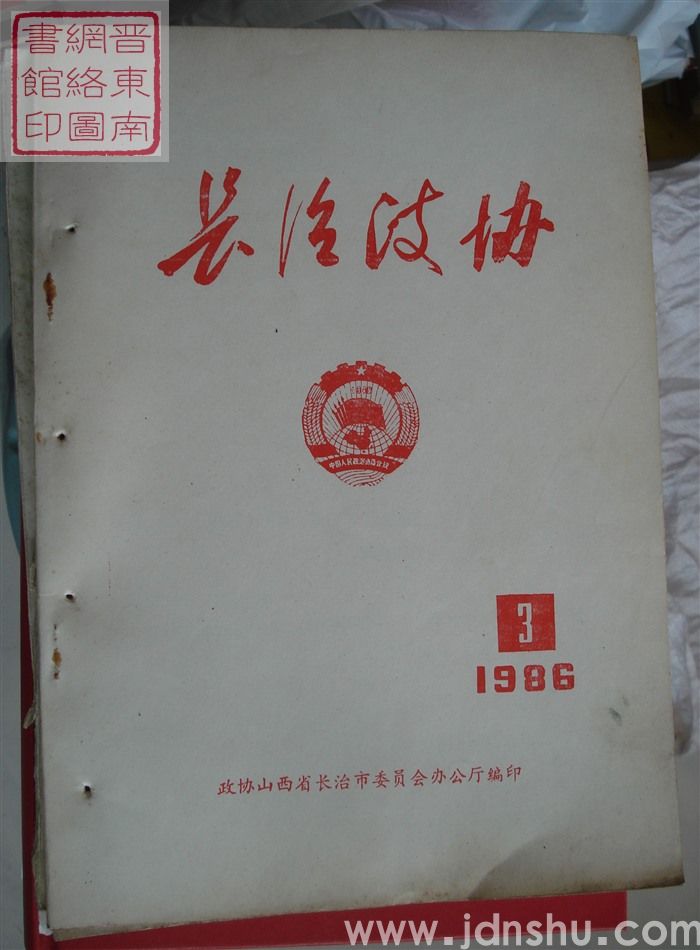 晋東南
網絡圖
書館印
长治政协
中国人民政治协商会议
3
1986
政协山西省长治市委员会办公厅编印
www.jdnshu.com